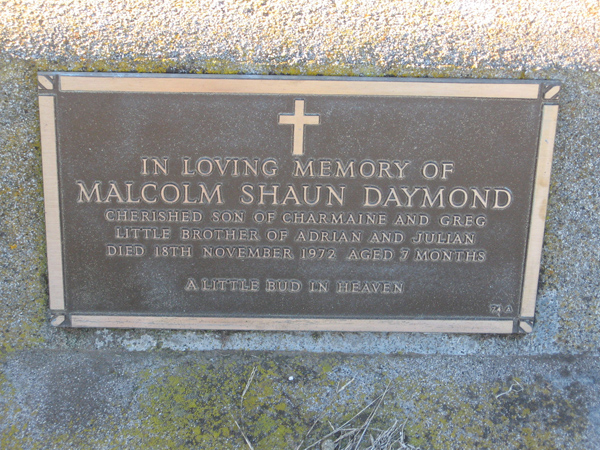 IN LOVING MEMORY OF
MALCOLM SHAUN DAYMOND
CHERISHED SON OF CHARMAINE AND GREG
LITTLE BROTHER OF ADRIAN AND JULIAN
DIED 18TH NOVEMBER 1972 AGED 7 MONTHS
A LITTLE BUD IN HEAVEN